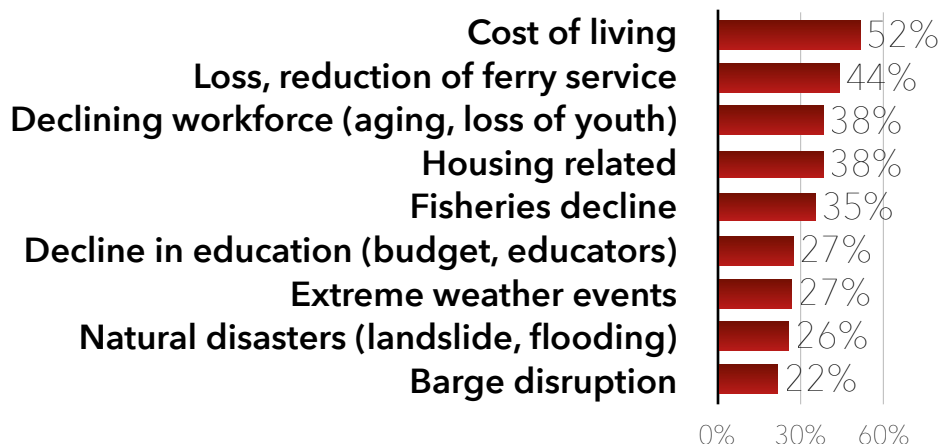 Cost of living 52%
Loss, reduction of ferry service 44%
Declining workforce (aging, loss of youth) 38%
Housing related 38%
Fisheries decline 35%
Decline in education (budget, educators) 27%
Extreme weather events 27%
Natural disasters (landslide, flooding) 26%
Barge disruption 22%
0% 30% 60%